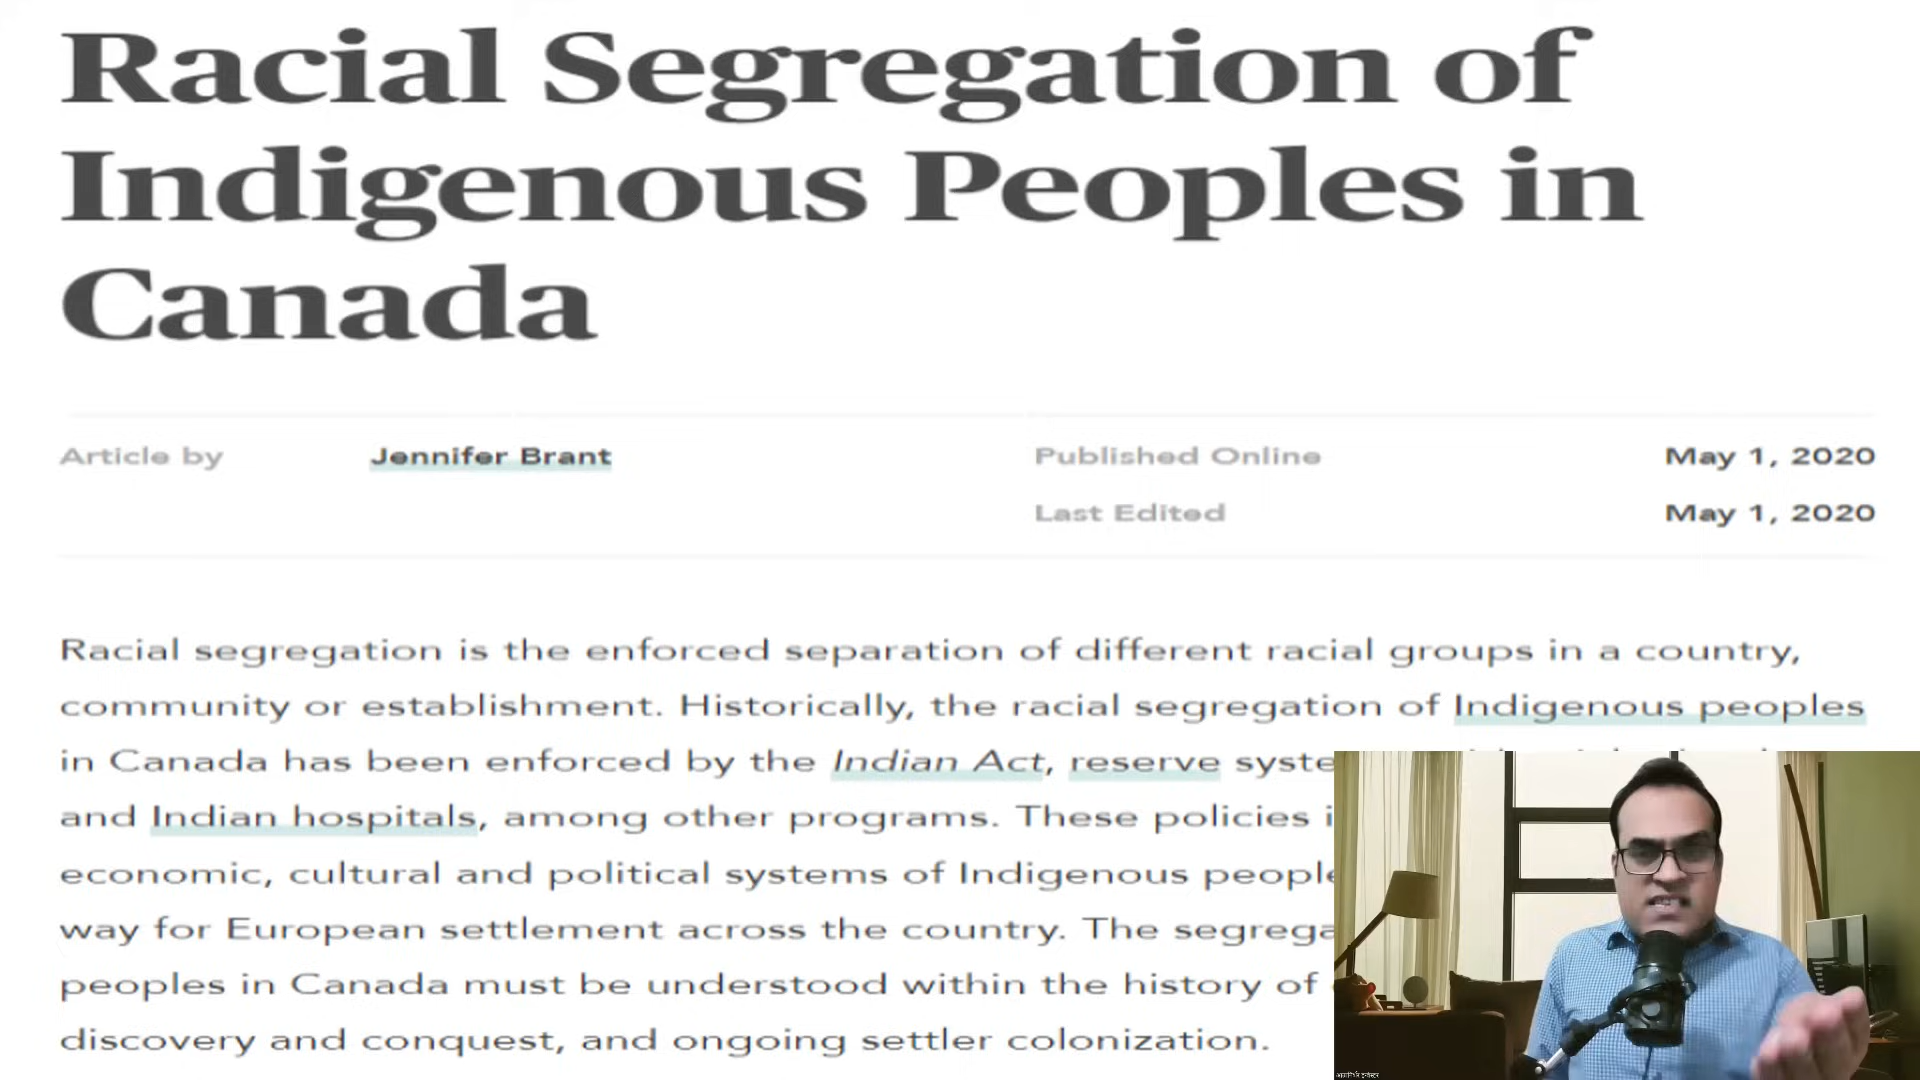 Racial Segregation of
Indigenous Peoples in
Canada
Article by Jennifer Brant Published Online May 1, 2020
Last Edited May 1, 2020
Racial segregation is the enforced separation of different racial groups in a country,
community or establishment. Historically, the racial segregation of Indigenous peoples
in Canada has been enforced by the Indian Act, reserve syste
and Indian hospitals, among other programs. These policies i
economic, cultural and political systems of Indigenous people
way for European settlement across the country. The segrega
peoples in Canada must be understood within the history of
discovery and conquest, and ongoing settler colonization.